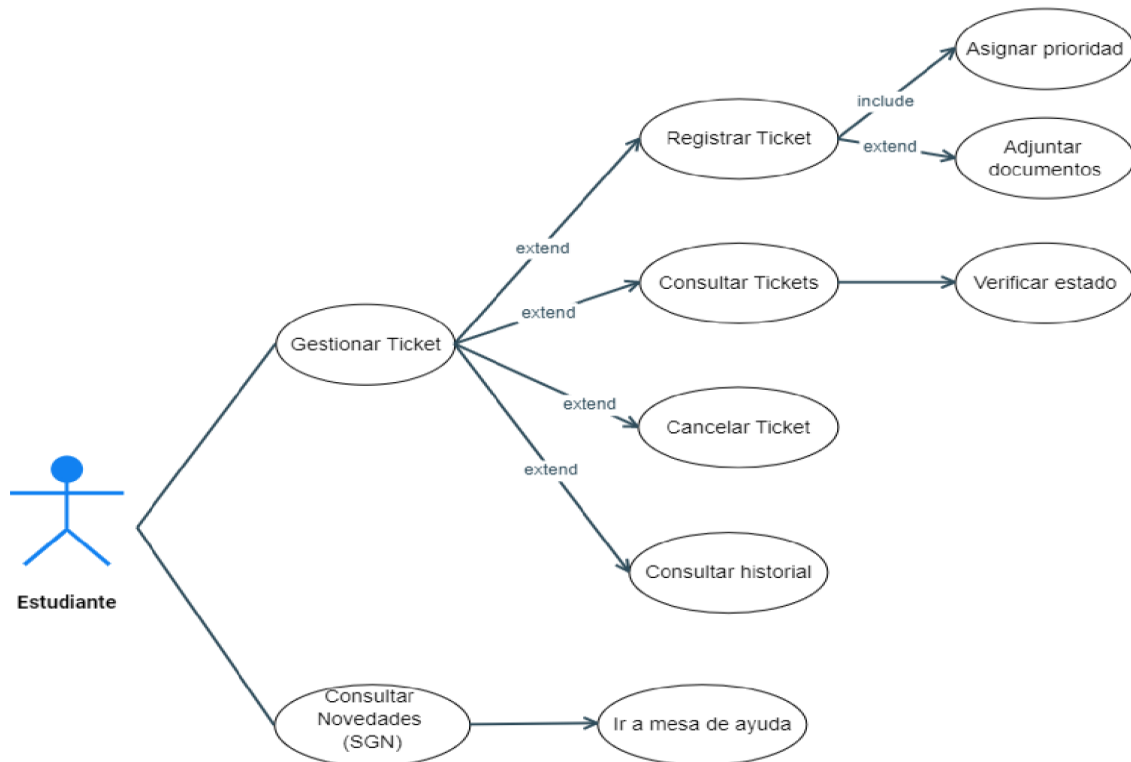 Asignar prioridad
include
Registrar Ticket
extend
Adjuntar
documentos
extend
Consultar Tickets
Verificar estado
extend
Gestionar Ticket
extend
Cancelar Ticket
extend
Consultar historial
Estudiante
Consultar
Novedades
(SGN)
Ir a mesa de ayuda